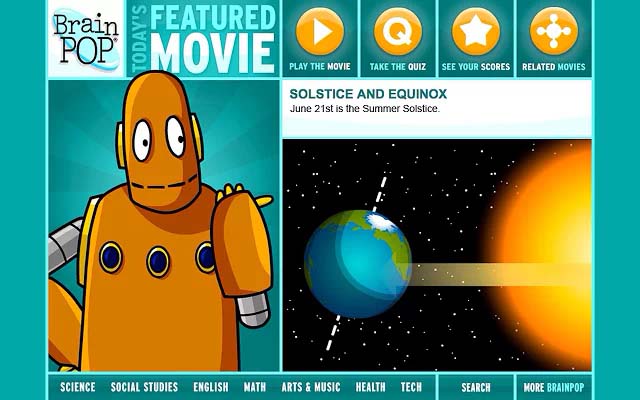 Brain
POP®
TODAY'S
FEATURED
MOVIE
PLAY THE MOVIE
Q
TAKE THE QUIZ
SEE YOUR SCORES
RELATED MOVIES
SOLSTICE AND EQUINOX
June 21st is the Summer Solstice.
SCIENCE SOCIAL STUDIES ENGLISH MATH ARTS & MUSIC HEALTH TECH SEARCH MORE BRAINPOP